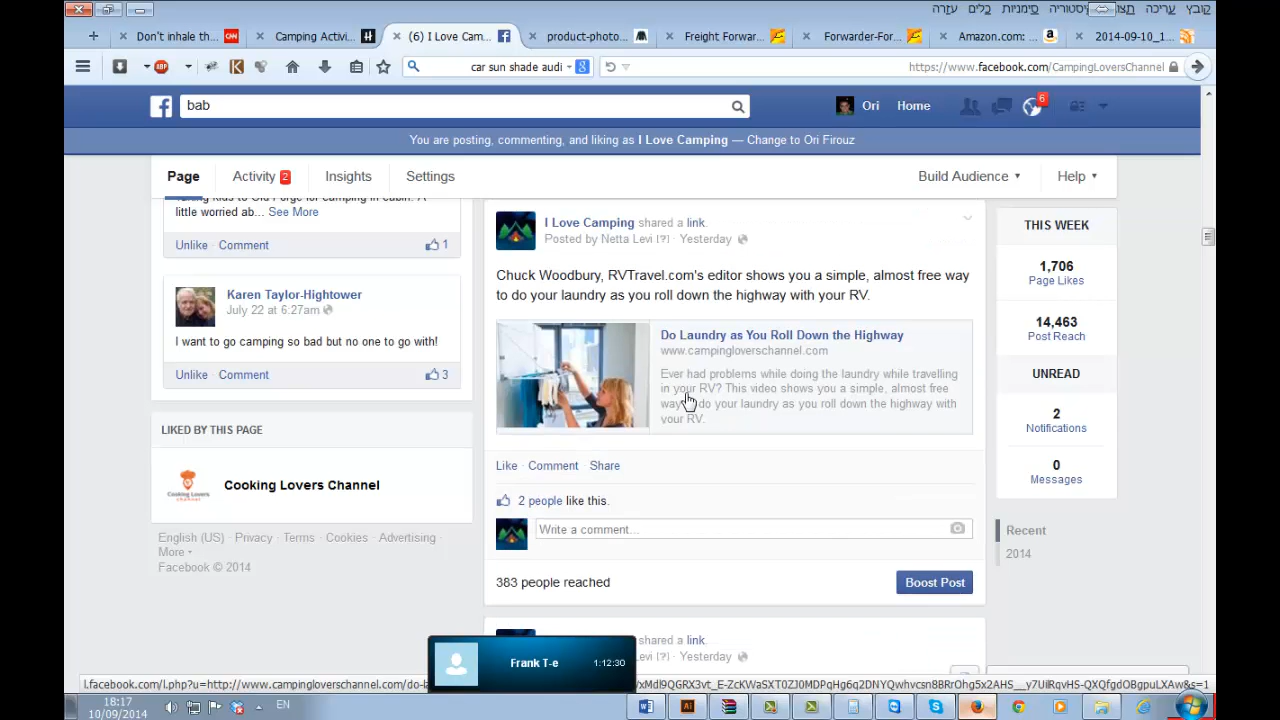 קובץ עריכה תצוגה היסטוריה סימניות כלים עזרה
Don't inhale th...
CNN
Camping Activi...
(6) I Love Cam...
product-photo...
Freight Forwar...
Forwarder-For...
Amazon.com: ...
2014-09-10_1...
car sun shade audi
https://www.facebook.com/CampingLoversChannel
bab
Ori
Home
6
You are posting, commenting, and liking as I Love Camping — Change to Ori Firouz
Page
Activity 2
Insights
Settings
Build Audience
Help
little worried ab... See More
Unlike · Comment
1
Karen Taylor-Hightower
July 22 at 6:27am
I want to go camping so bad but no one to go with!
Unlike · Comment
3
LIKED BY THIS PAGE
Cooking Lovers Channel
English (US) · Privacy · Terms · Cookies · Advertising ·
More
Facebook © 2014
I Love Camping shared a link.
Posted by Netta Levi [?] · Yesterday
Chuck Woodbury, RVTravel.com's editor shows you a simple, almost free way
to do your laundry as you roll down the highway with your RV.
Do Laundry as You Roll Down the Highway
www.campingloverschannel.com
Ever had problems while doing the laundry while travelling
in your RV? This video shows you a simple, almost free
way to do your laundry as you roll down the highway with
your RV.
Like · Comment · Share
2 people like this.
Write a comment...
383 people reached
Boost Post
shared a link.
Levi [?] · Yesterday
THIS WEEK
1,706
Page Likes
14,463
Post Reach
UNREAD
2
Notifications
0
Messages
Recent
2014
Frank T-e
1:12:30
18:17
10/09/2014
EN